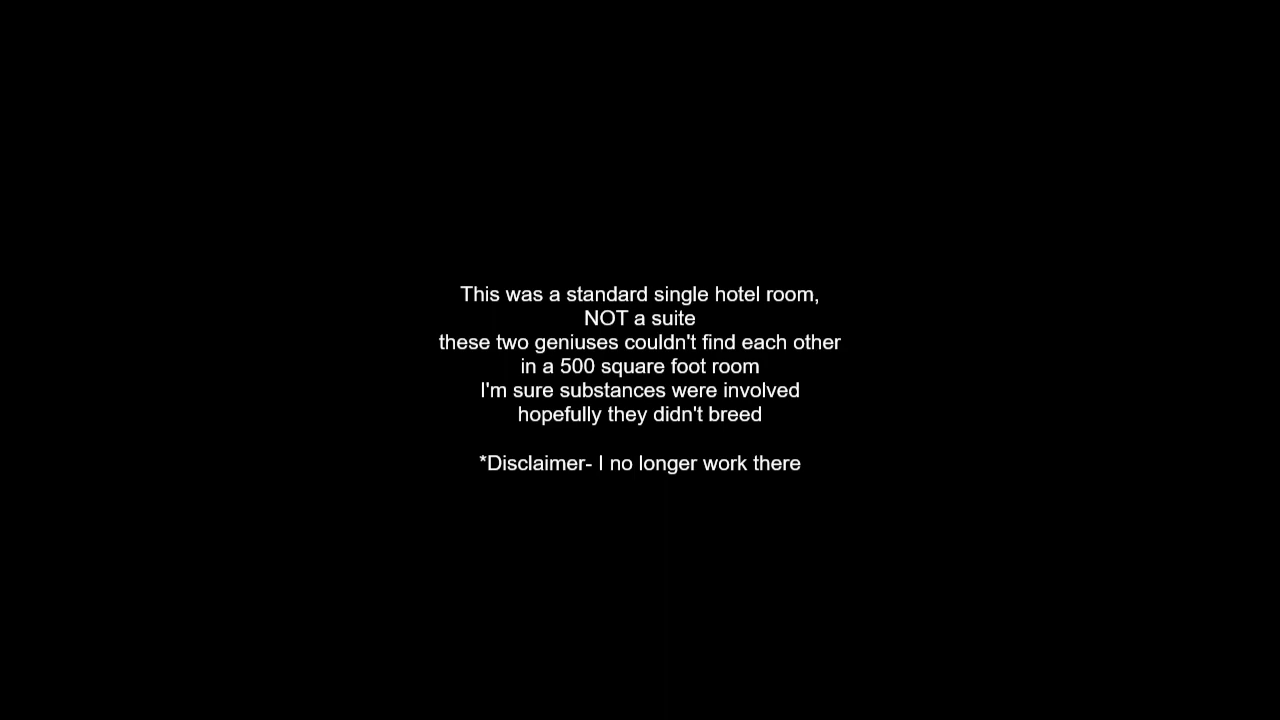 This was a standard single hotel room,
NOT a suite
these two geniuses couldn't find each other
in a 500 square foot room
I'm sure substances were involved
hopefully they didn't breed
*Disclaimer- I no longer work there